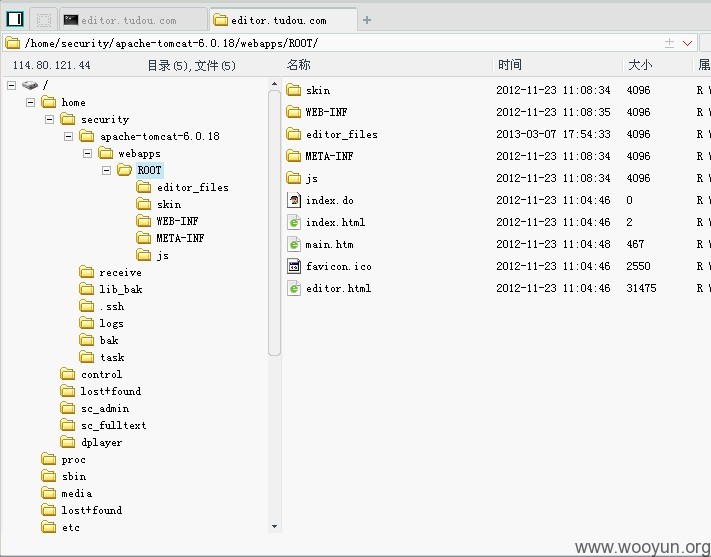 editor.tudou.com editor.tudou.com
/home/security/apache-tomcat-6.0.18/webapps/ROOT/
114.80.121.44 目录(5),文件(5) 名称 时间 大小 属
/
home
security
apache-tomcat-6.0.18
webapps
ROOT
editor_files
skin
WEB-INF
META-INF
js
receive
lib_bak
.ssh
logs
bak
task
control
lost+found
sc_admin
sc_fulltext
dplayer
proc
sbin
media
lost+found
etc
skin 2012-11-23 11:08:34 4096 R
WEB-INF 2012-11-23 11:08:35 4096 R
editor_files 2013-03-07 17:54:33 4096 R
META-INF 2012-11-23 11:08:34 4096 R
js 2012-11-23 11:08:34 4096 R
index.do 2012-11-23 11:04:46 0 R
index.html 2012-11-23 11:04:46 2 R
main.htm 2012-11-23 11:04:48 467 R
favicon.ico 2012-11-23 11:04:46 2550 R
editor.html 2012-11-23 11:04:46 31475 R
www.wooyun.org